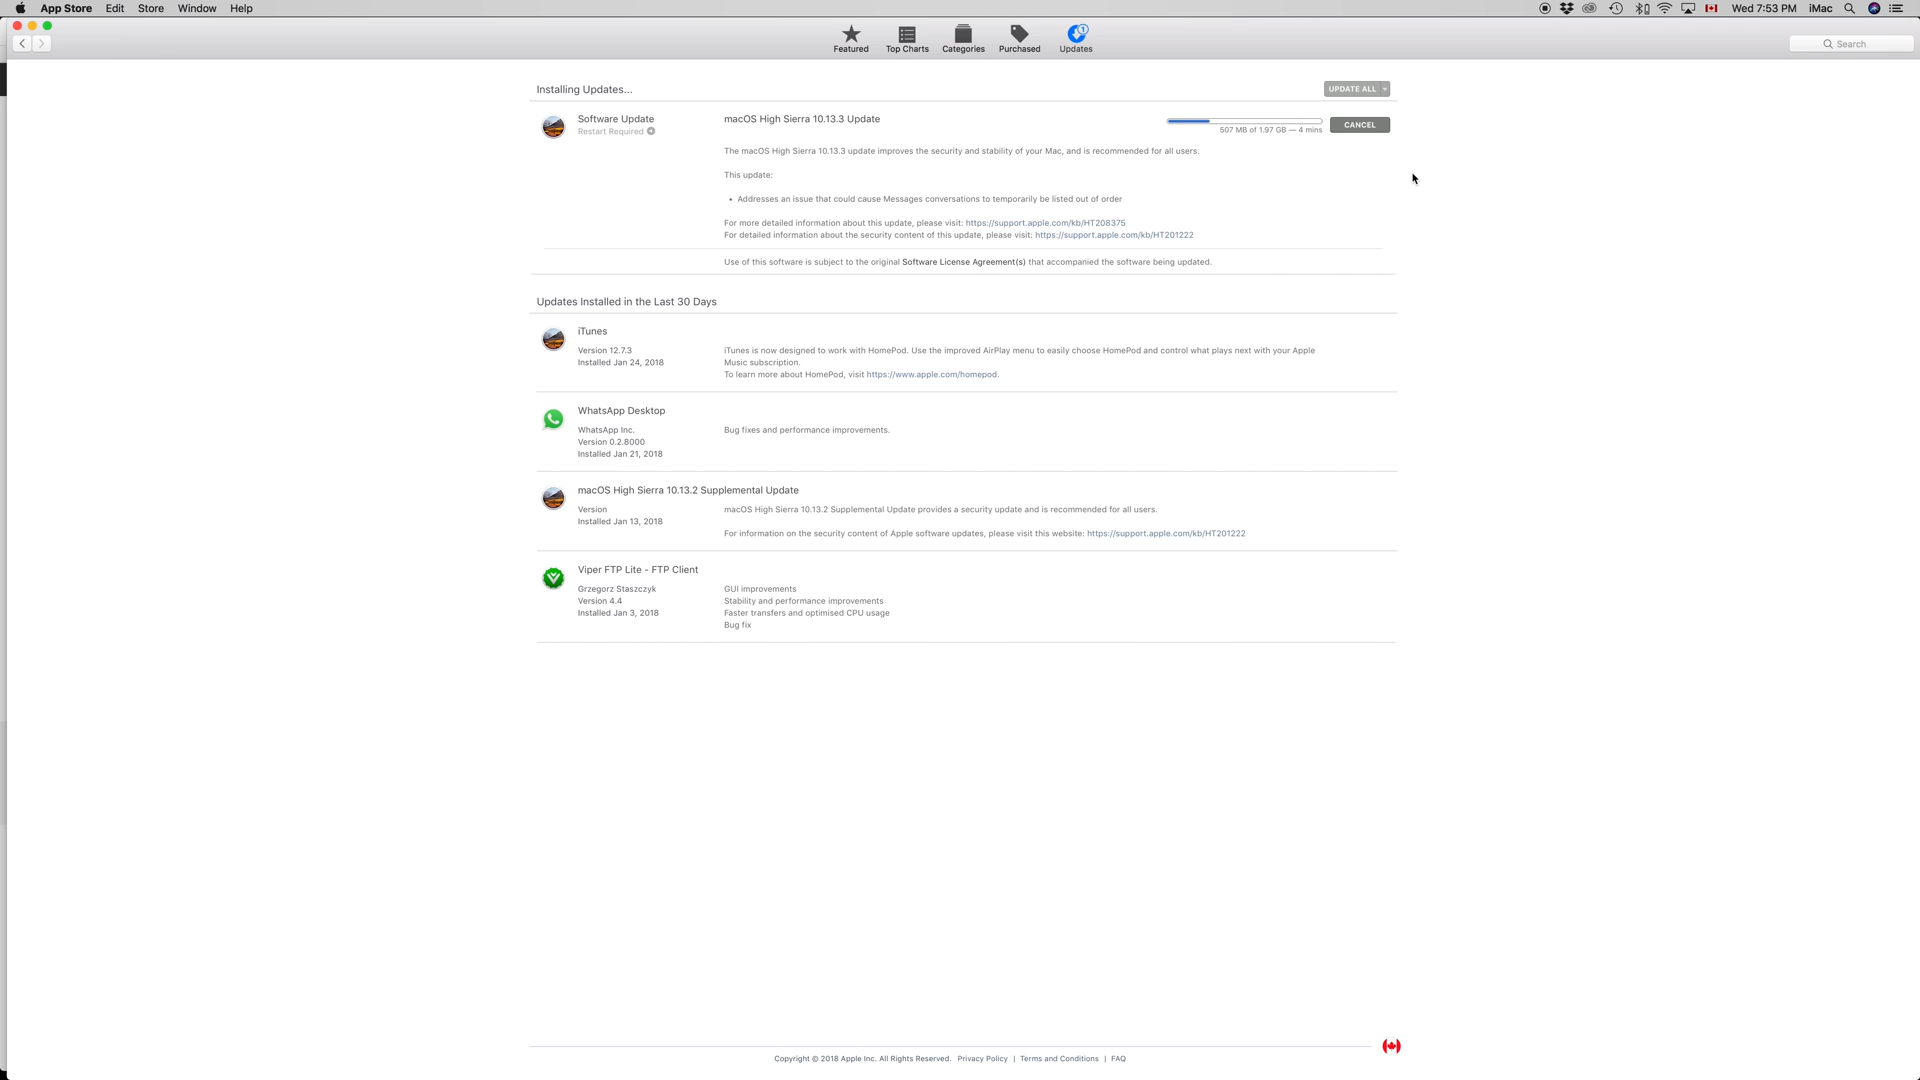 App Store Edit Store Window Help
Wed 7:53 PM iMac
Featured Top Charts Categories Purchased Updates
1
Search
Installing Updates...
UPDATE ALL
Software Update
Restart Required
macOS High Sierra 10.13.3 Update
507 MB of 1.97 GB — 4 mins
CANCEL
The macOS High Sierra 10.13.3 update improves the security and stability of your Mac, and is recommended for all users.
This update:
• Addresses an issue that could cause Messages conversations to temporarily be listed out of order
For more detailed information about this update, please visit: https://support.apple.com/kb/HT208375
For detailed information about the security content of this update, please visit: https://support.apple.com/kb/HT201222
Use of this software is subject to the original Software License Agreement(s) that accompanied the software being updated.
Updates Installed in the Last 30 Days
iTunes
Version 12.7.3
Installed Jan 24, 2018
iTunes is now designed to work with HomePod. Use the improved AirPlay menu to easily choose HomePod and control what plays next with your Apple
Music subscription.
To learn more about HomePod, visit https://www.apple.com/homepod.
WhatsApp Desktop
WhatsApp Inc.
Version 0.2.8000
Installed Jan 21, 2018
Bug fixes and performance improvements.
macOS High Sierra 10.13.2 Supplemental Update
Version
Installed Jan 13, 2018
macOS High Sierra 10.13.2 Supplemental Update provides a security update and is recommended for all users.
For information on the security content of Apple software updates, please visit this website: https://support.apple.com/kb/HT201222
Viper FTP Lite - FTP Client
Grzegorz Staszczyk
Version 4.4
Installed Jan 3, 2018
GUI improvements
Stability and performance improvements
Faster transfers and optimised CPU usage
Bug fix
Copyright © 2018 Apple Inc. All Rights Reserved. Privacy Policy | Terms and Conditions | FAQ